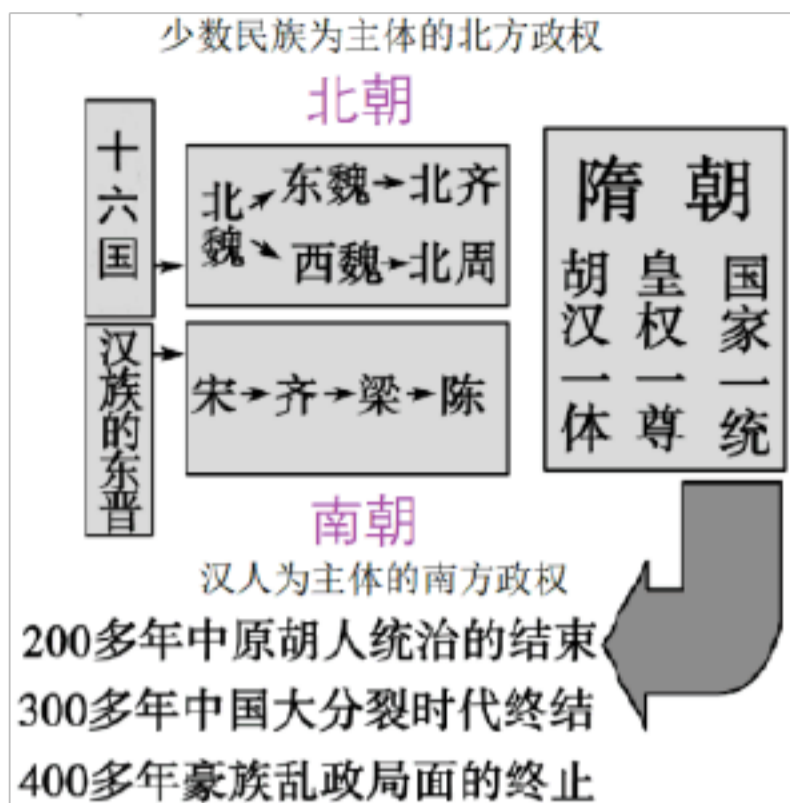 少数民族为主体的北方政权
北朝
十六国
北魏
东魏→北齐
西魏→北周
汉族的东晋
宋→齐→梁→陈
隋 朝
胡汉一体
皇权一尊
国家一统
南朝
汉人为主体的南方政权
200多年中原胡人统治的结束
300多年中国大分裂时代终结
400多年豪族乱政局面的终止